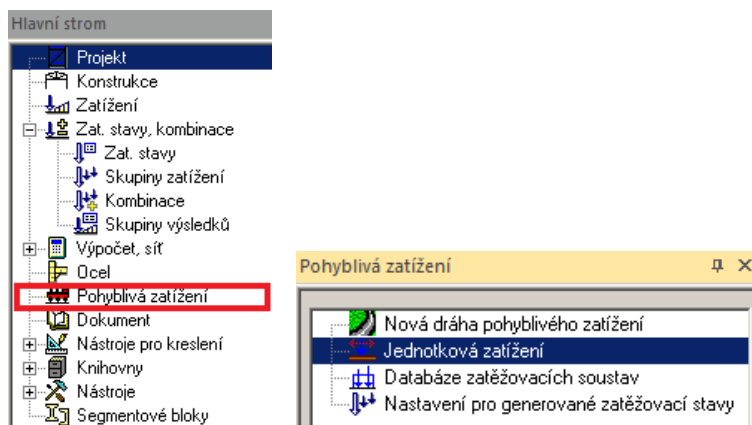 Hlavní strom
Projekt
Konstrukce
Zatížení
Zat. stavy, kombinace
Zat. stavy
Skupiny zatížení
Kombinace
Skupiny výsledků
Výpočet, síť
Ocel
Pohyblivá zatížení
Dokument
Nástroje pro kreslení
Knihovny
Nástroje
Segmentové bloky
Pohyblivá zatížení
Nová dráha pohyblivého zatížení
Jednotková zatížení
Databáze zatěžovacích soustav
Nastavení pro generované zatěžovací stavy